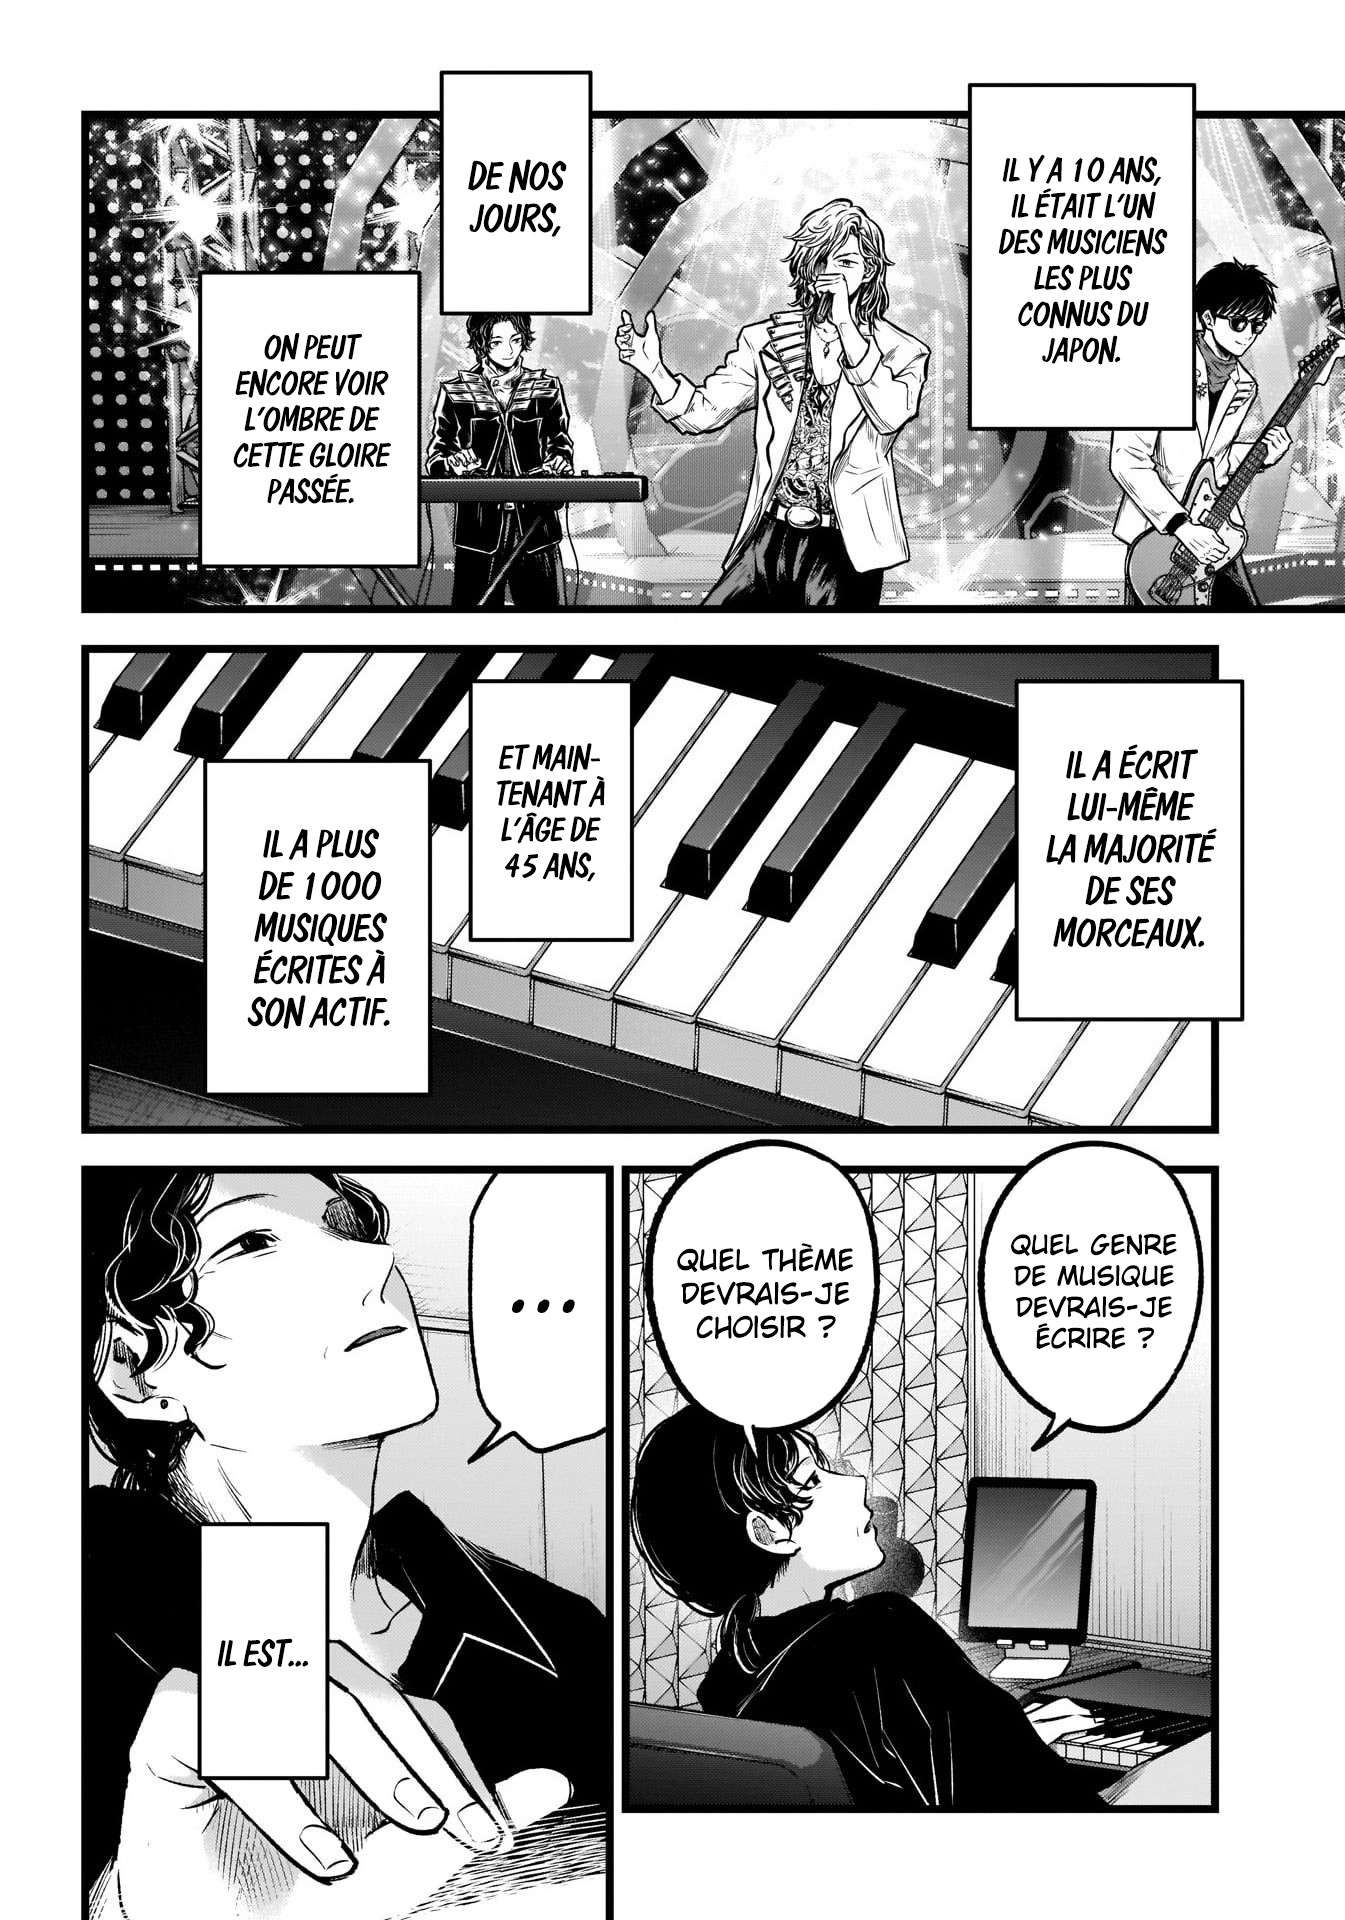 IL Y A 10 ANS,
IL ÉTAIT L'UN
DES MUSICIENS
LES PLUS
CONNUS DU
JAPON.
DE NOS
JOURS,
ON PEUT
ENCORE VOIR
L'OMBRE DE
CETTE GLOIRE
PASSÉE.
IL A ÉCRIT
LUI-MÊME
LA MAJORITÉ
DE SES
MORCEAUX.
ET MAIN-
TENANT À
L'ÂGE DE
45 ANS,
IL A PLUS
DE 1000
MUSIQUES
ÉCRITES À
SON ACTIF.
QUEL GENRE
DE MUSIQUE
DEVRAIS-JE
ÉCRIRE ?
QUEL THÈME
DEVRAIS-JE
CHOISIR ?
...
IL EST...